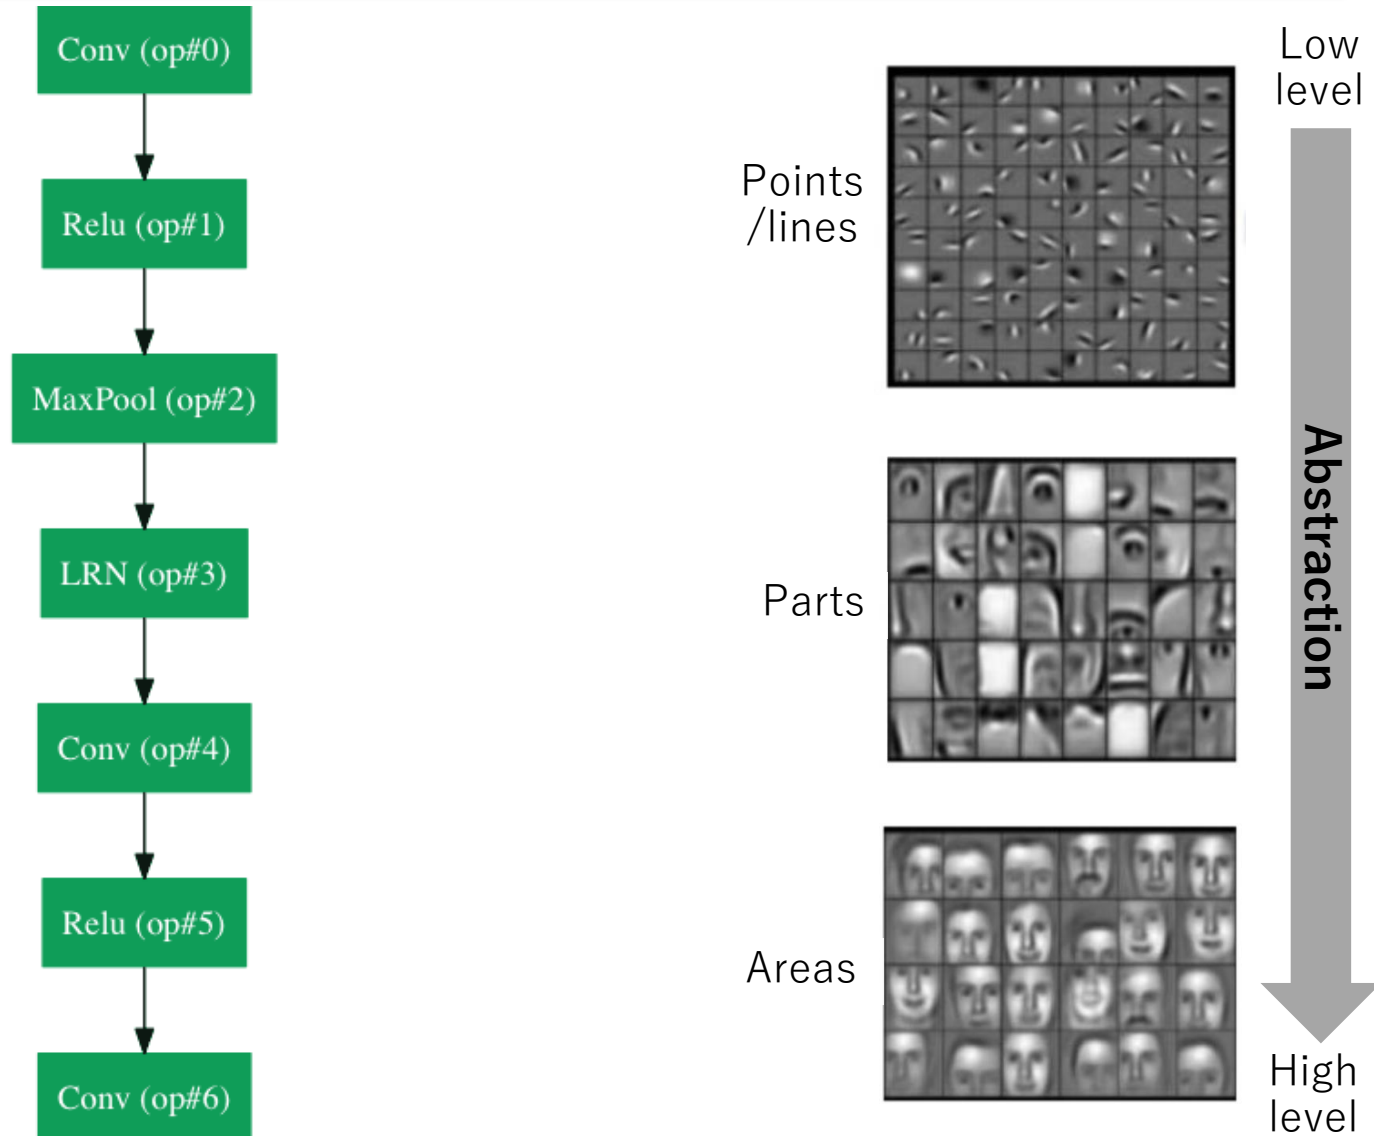 Conv (op#0)
Relu (op#1)
MaxPool (op#2)
LRN (op#3)
Conv (op#4)
Relu (op#5)
Conv (op#6)
Points
/lines
Parts
Areas
Low
level
Abstraction
High
level